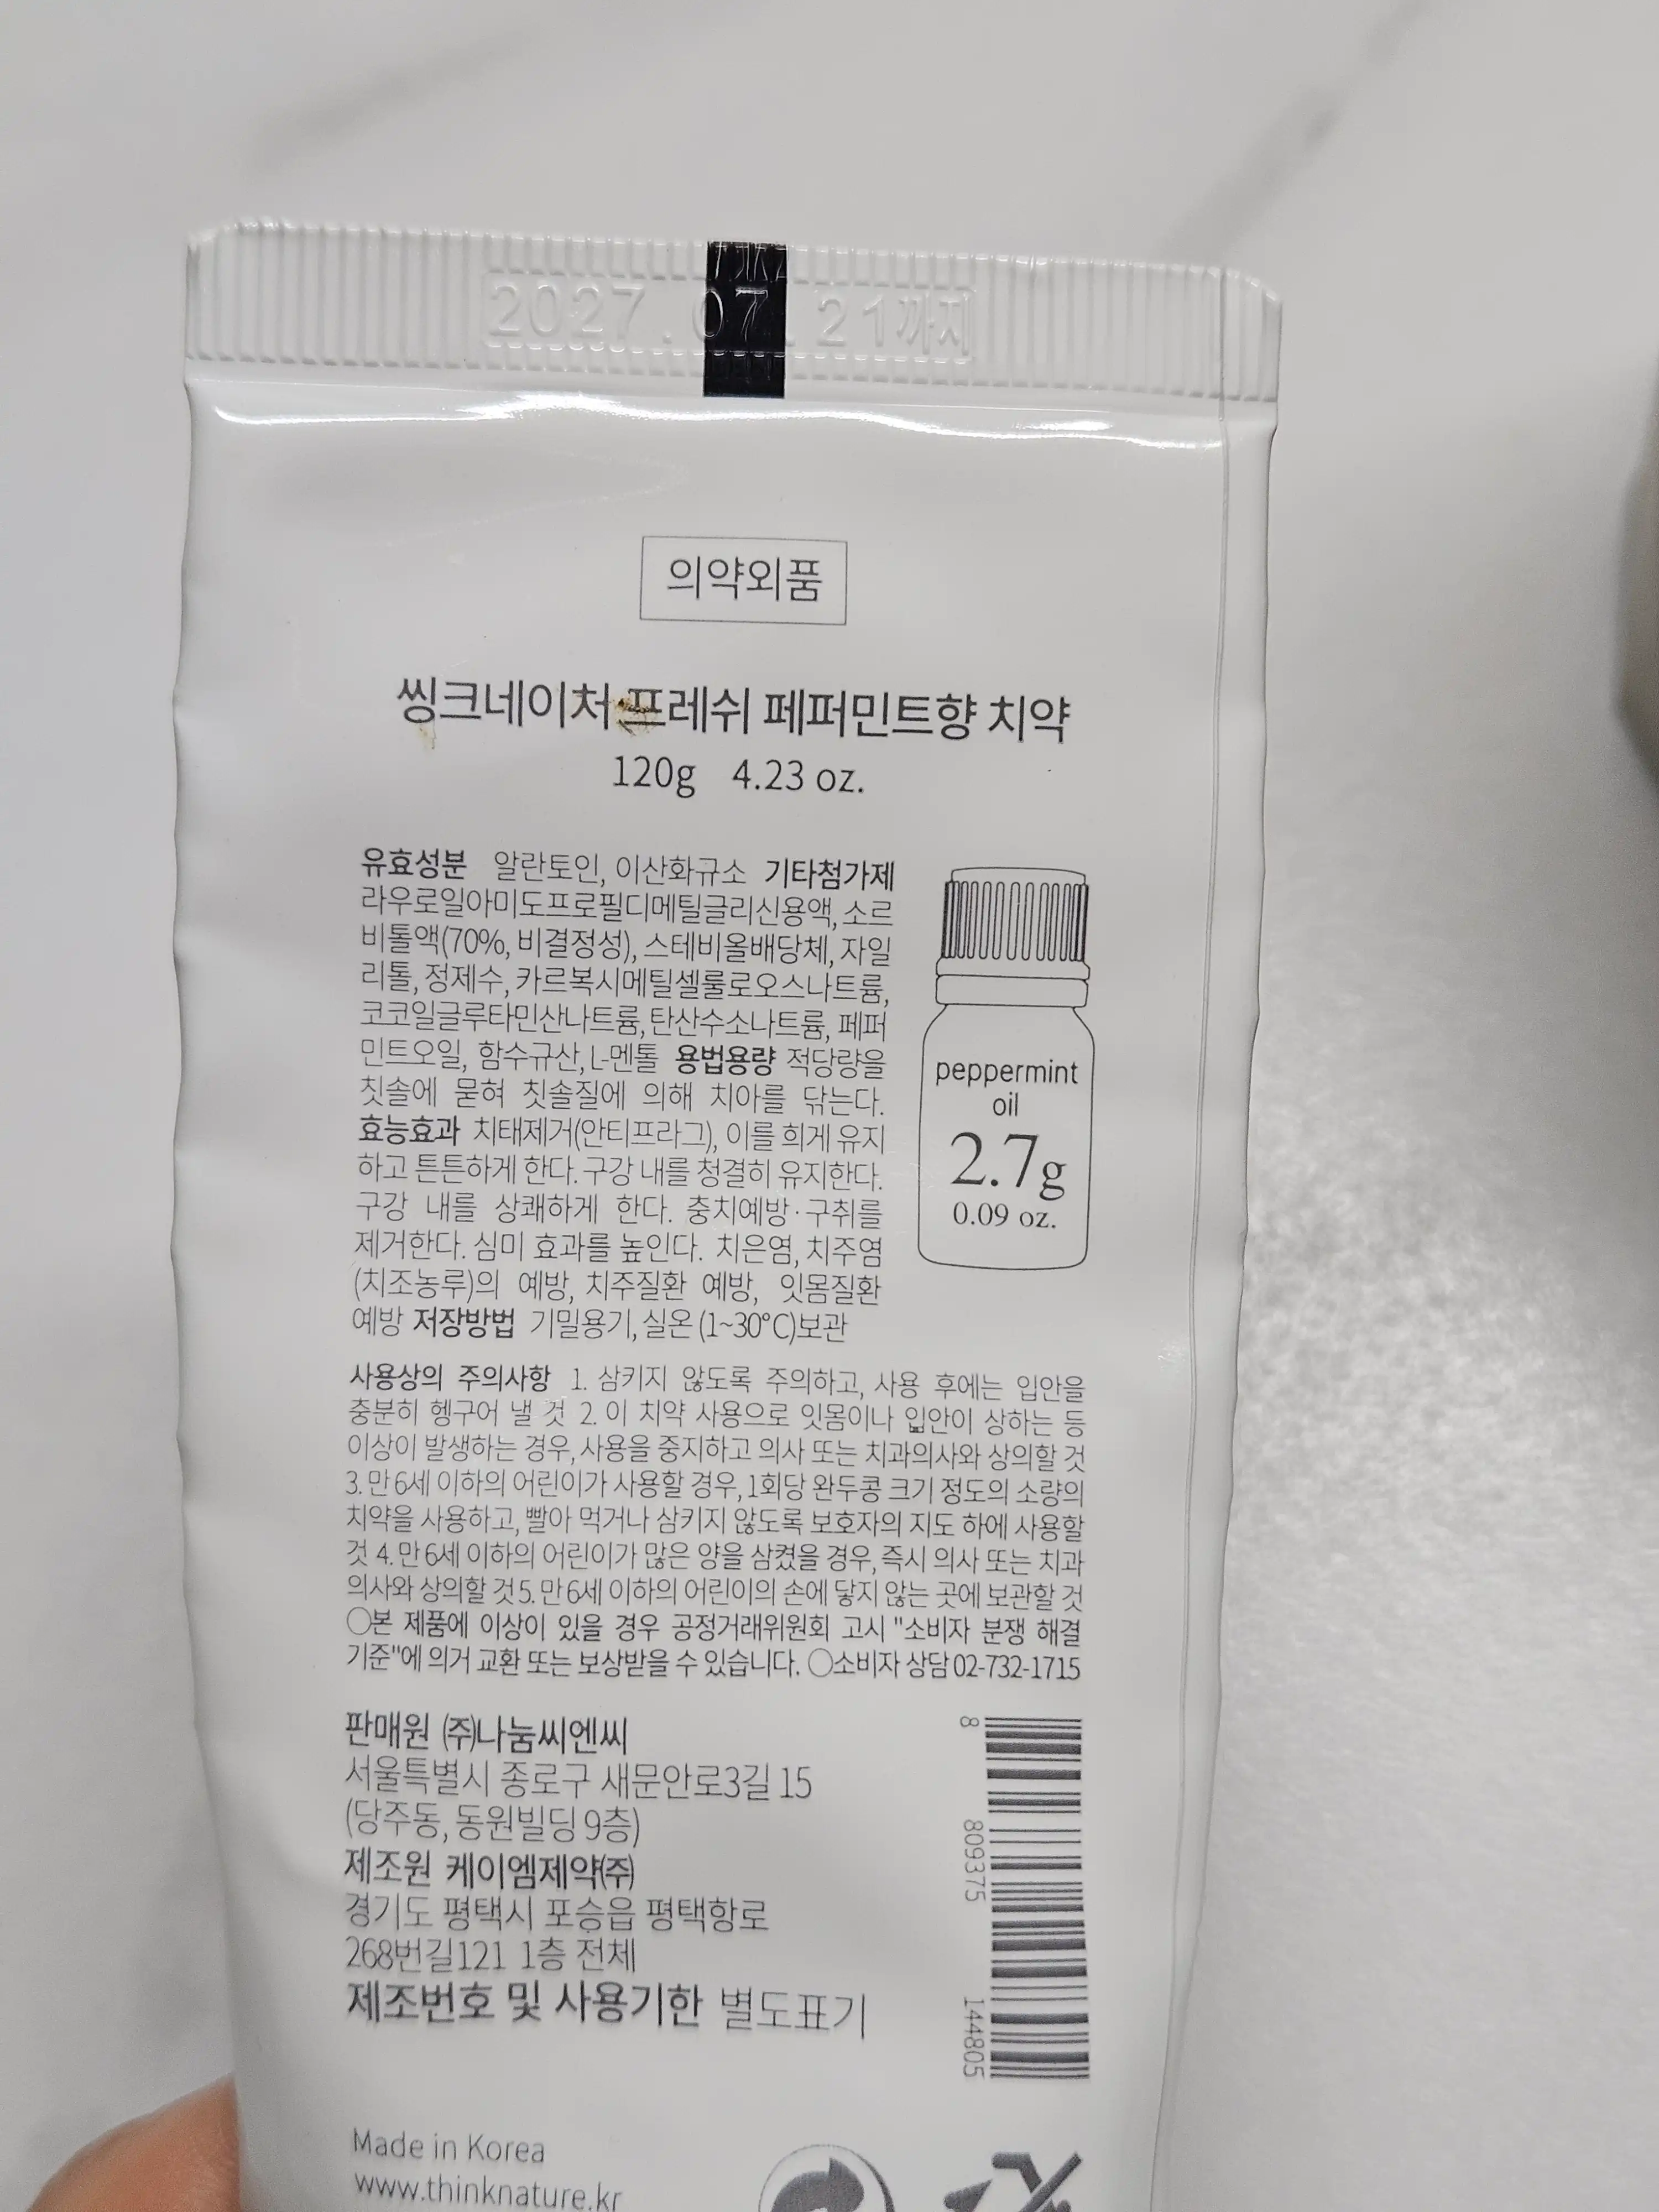 2027.07.21까지
의약외품
씽크네이처 프레쉬 페퍼민트향 치약
120g 4.23 oz.
유효성분 알란토인, 이산화규소 기타첨가제
라우로일아미도프로필디메틸글리신용액, 소르
비톨액(70%, 비결정성), 스테비올배당체, 자일
리톨, 정제수, 카르복시메틸셀룰로오스나트륨,
코코일글루타민산나트륨, 탄산수소나트륨, 페퍼
민트오일, 함수규산, L-멘톨 용법용량 적당량을
칫솔에 묻혀 칫솔질에 의해 치아를 닦는다.
효능효과 치태제거(안티프라그), 이를 희게 유지
하고 튼튼하게 한다. 구강 내를 청결히 유지한다.
구강 내를 상쾌하게 한다. 충치예방·구취를
제거한다. 심미 효과를 높인다. 치은염, 치주염
(치조농루)의 예방, 치주질환 예방, 잇몸질환
예방 저장방법 기밀용기, 실온 (1~30°C)보관
peppermint
oil
2.7g
0.09 oz.
사용상의 주의사항 1. 삼키지 않도록 주의하고, 사용 후에는 입안을
충분히 헹구어 낼 것 2. 이 치약 사용으로 잇몸이나 입안이 상하는 등
이상이 발생하는 경우, 사용을 중지하고 의사 또는 치과의사와 상의할 것
3. 만 6세 이하의 어린이가 사용할 경우, 1회당 완두콩 크기 정도의 소량의
치약을 사용하고, 빨아 먹거나 삼키지 않도록 보호자의 지도 하에 사용할
것 4. 만 6세 이하의 어린이가 많은 양을 삼켰을 경우, 즉시 의사 또는 치과
의사와 상의할 것 5. 만 6세 이하의 어린이의 손에 닿지 않는 곳에 보관할 것
○본 제품에 이상이 있을 경우 공정거래위원회 고시 "소비자 분쟁 해결
기준"에 의거 교환 또는 보상받을 수 있습니다. ○소비자 상담 02-732-1715
판매원 (주)나눔씨엔씨
서울특별시 종로구 새문안로3길 15
(당주동, 동원빌딩 9층)
제조원 케이엠제약(주)
경기도 평택시 포승읍 평택항로
268번길121 1층 전체
제조번호 및 사용기한 별도표기
8 809375 144805
Made in Korea
www.thinknature.kr